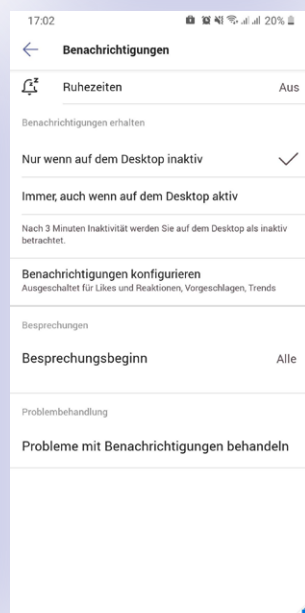 17:02 20%
Benachrichtigungen
Ruhezeiten Aus
Benachrichtigungen erhalten
Nur wenn auf dem Desktop inaktiv
Immer, auch wenn auf dem Desktop aktiv
Nach 3 Minuten Inaktivität werden Sie auf dem Desktop als inaktiv
betrachtet.
Benachrichtigungen konfigurieren
Ausgeschaltet für Likes und Reaktionen, Vorgeschlagen, Trends
Besprechungen
Besprechungsbeginn Alle
Problembehandlung
Probleme mit Benachrichtigungen behandeln